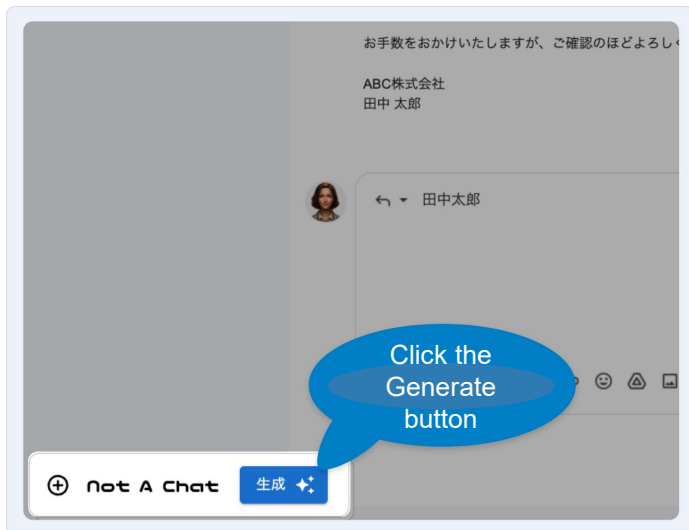 お手数をおかけいたしますが、ご確認のほどよろし
ABC株式会社
田中 太郎
田中太郎
Click the
Generate
button
Not A Chat
生成